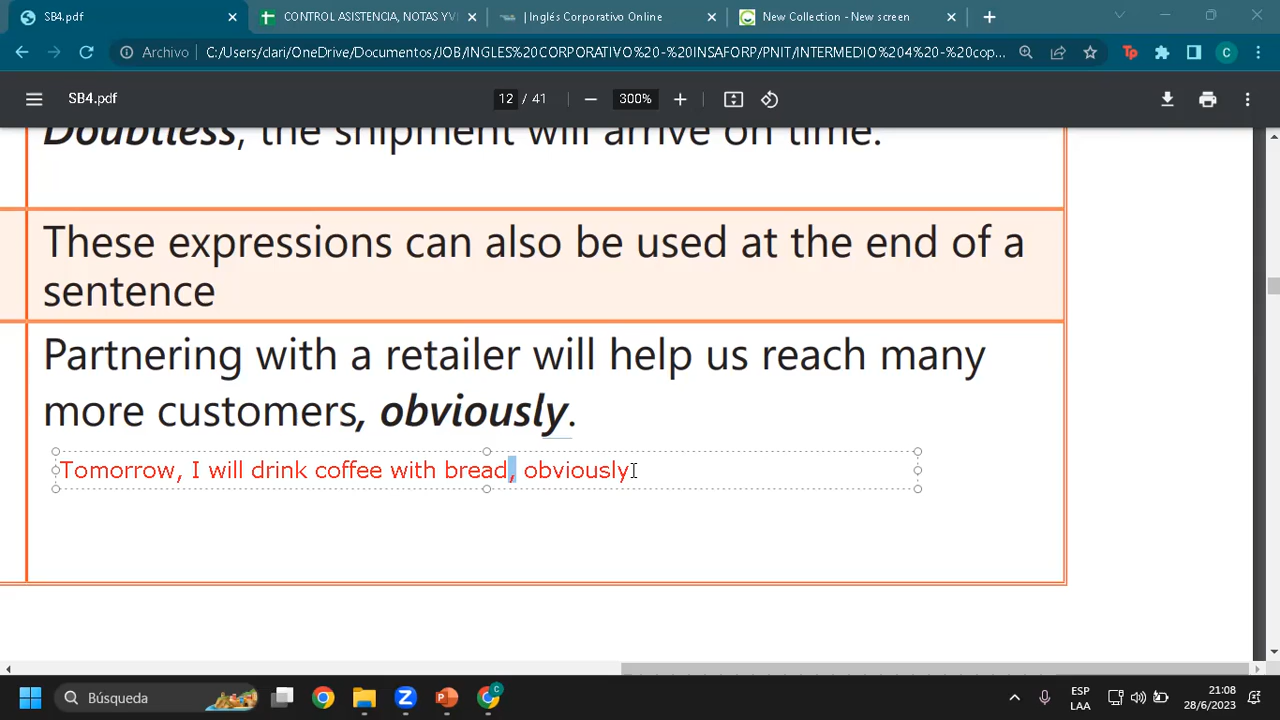 SB4.pdf
CONTROL ASISTENCIA, NOTAS YVI
| Inglés Corporativo Online
New Collection - New screen
Archivo
C:/Users/clari/OneDrive/Documentos/JOB/INGLES%20CORPORATIVO%20-%20INSAFORP/PNIT/INTERMEDIO%204%20-%20cop...
C
SB4.pdf
12 / 41
300%
Doubtless, the shipment will arrive on time.
These expressions can also be used at the end of a
sentence
Partnering with a retailer will help us reach many
more customers, obviously.
Tomorrow, I will drink coffee with bread, obviously
Búsqueda
ESP
LAA
21:08
28/6/2023